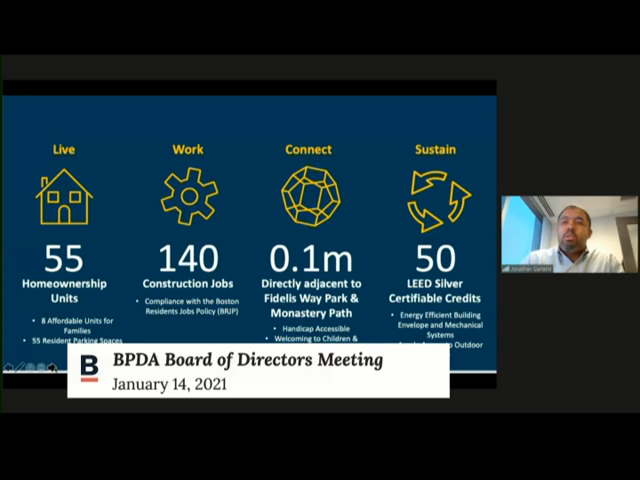 Live
Work
Connect
Sustain
55
140
0.1m
50
Homeownership
Units
Construction Jobs
Directly adjacent to
Fidelis Way Park &
Monastery Path
LEED Silver
Certifiable Credits
• 8 Affordable Units for
Families
• 55 Resident Parking Spaces
• Compliance with the Boston
Residents Jobs Policy (BRJP)
• Handicap Accessible
• Welcoming to Children &
• Energy Efficient Building
Envelope and Mechanical
Systems
Outdoor
Jonathan Garland
B
BPDA Board of Directors Meeting
January 14, 2021